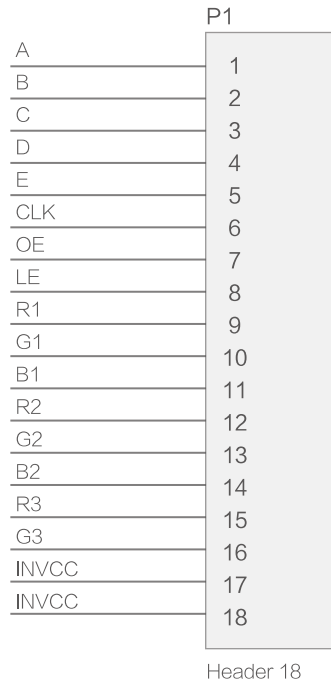 P1
A 1
B 2
C 3
D 4
E 5
CLK 6
OE 7
LE 8
R1 9
G1 10
B1 11
R2 12
G2 13
B2 14
R3 15
G3 16
INVCC 17
INVCC 18
Header 18